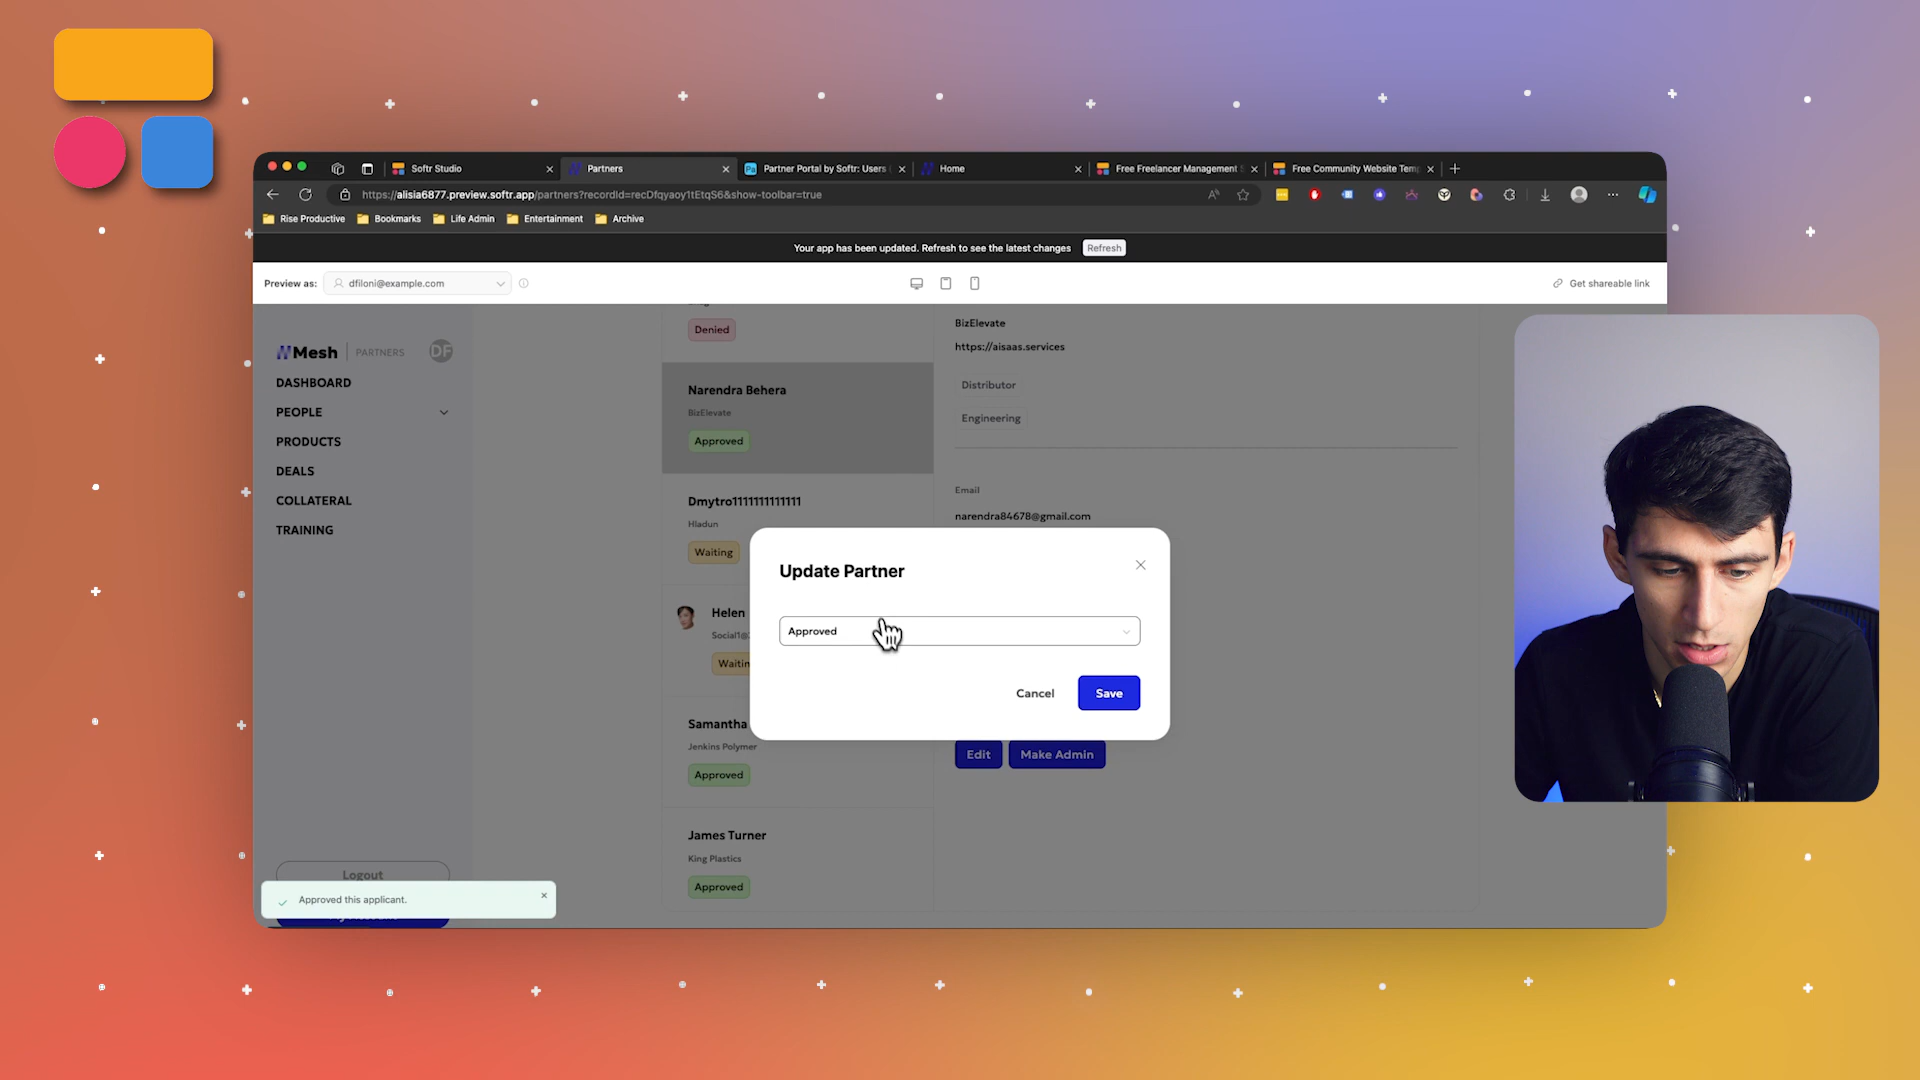 Softr Studio
Partners
Partner Portal by Softr: Users
Home
Free Freelancer Management
Free Community Website Temp
https://alisia6877.preview.softr.app/partners?recordId=recDfqyaoy1tEtqS6&show-toolbar=true
Rise Productive
Bookmarks
Life Admin
Entertainment
Archive
Your app has been updated. Refresh to see the latest changes
Refresh
Preview as:
dfiloni@example.com
Get shareable link
Mesh
PARTNERS
DF
DASHBOARD
PEOPLE
PRODUCTS
DEALS
COLLATERAL
TRAINING
Logout
Approved this applicant.
Denied
Narendra Behera
BizElevate
Approved
Dmytro1111111111111
Hladun
Waiting
Helen
Social1@
Waitin
Samantha
Jenkins Polymer
Approved
James Turner
King Plastics
Approved
BizElevate
https://aisaas.services
Distributor
Engineering
Email
narendra84678@gmail.com
Update Partner
Approved
Cancel
Save
Edit
Make Admin